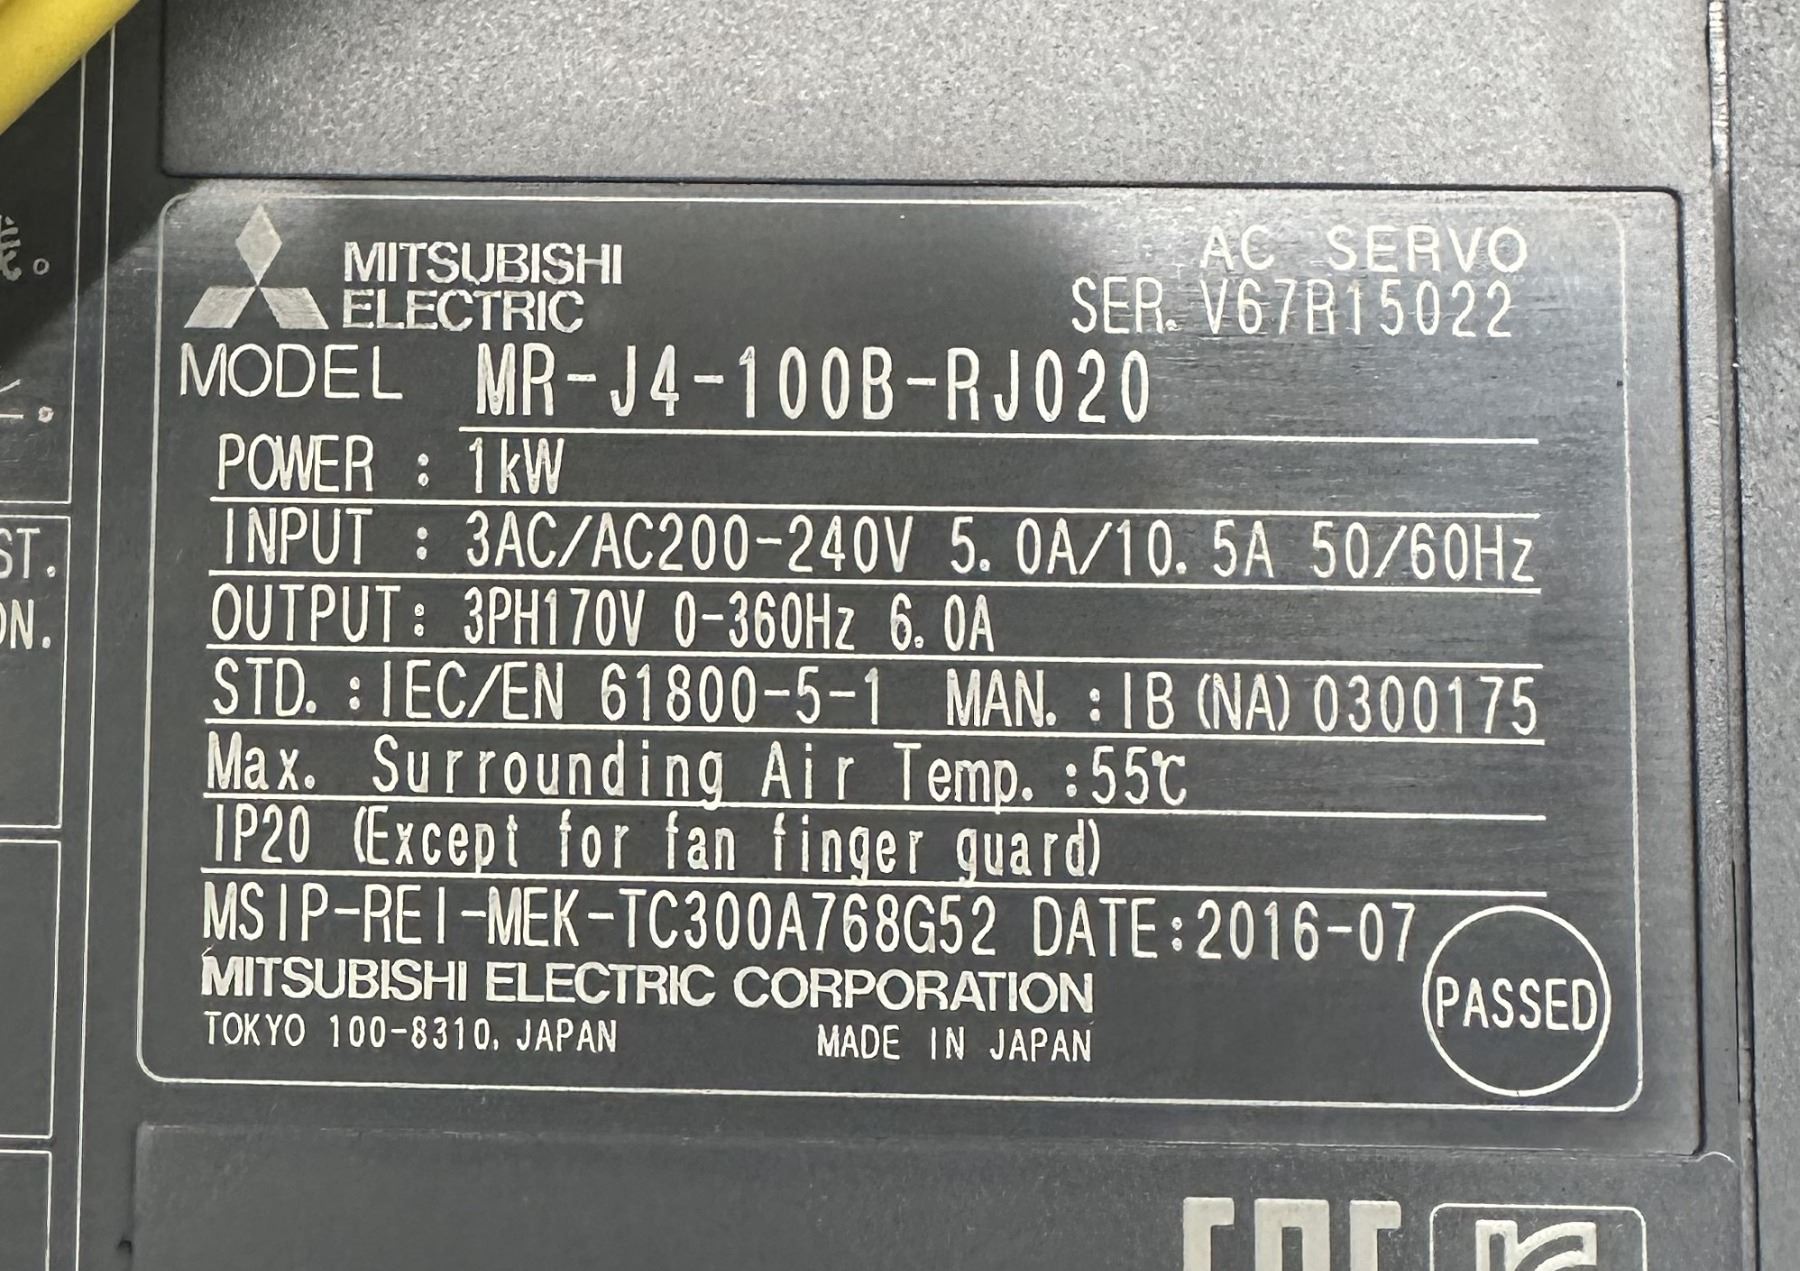 MITSUBISHI
ELECTRIC
AC SERVO
SER. V67R15022
MODEL MR-J4-100B-RJ020
POWER : 1kW
INPUT : 3AC/AC200-240V 5.0A/10.5A 50/60Hz
OUTPUT: 3PH170V 0-360Hz 6.0A
STD. :IEC/EN 61800-5-1 MAN. :IB(NA)0300175
Max. Surrounding Air Temp. :55℃
IP20 (Except for fan finger guard)
MSIP-REI-MEK-TC300A768G52 DATE:2016-07
MITSUBISHI ELECTRIC CORPORATION
TOKYO 100-8310, JAPAN MADE IN JAPAN
PASSED
ST.
ON.